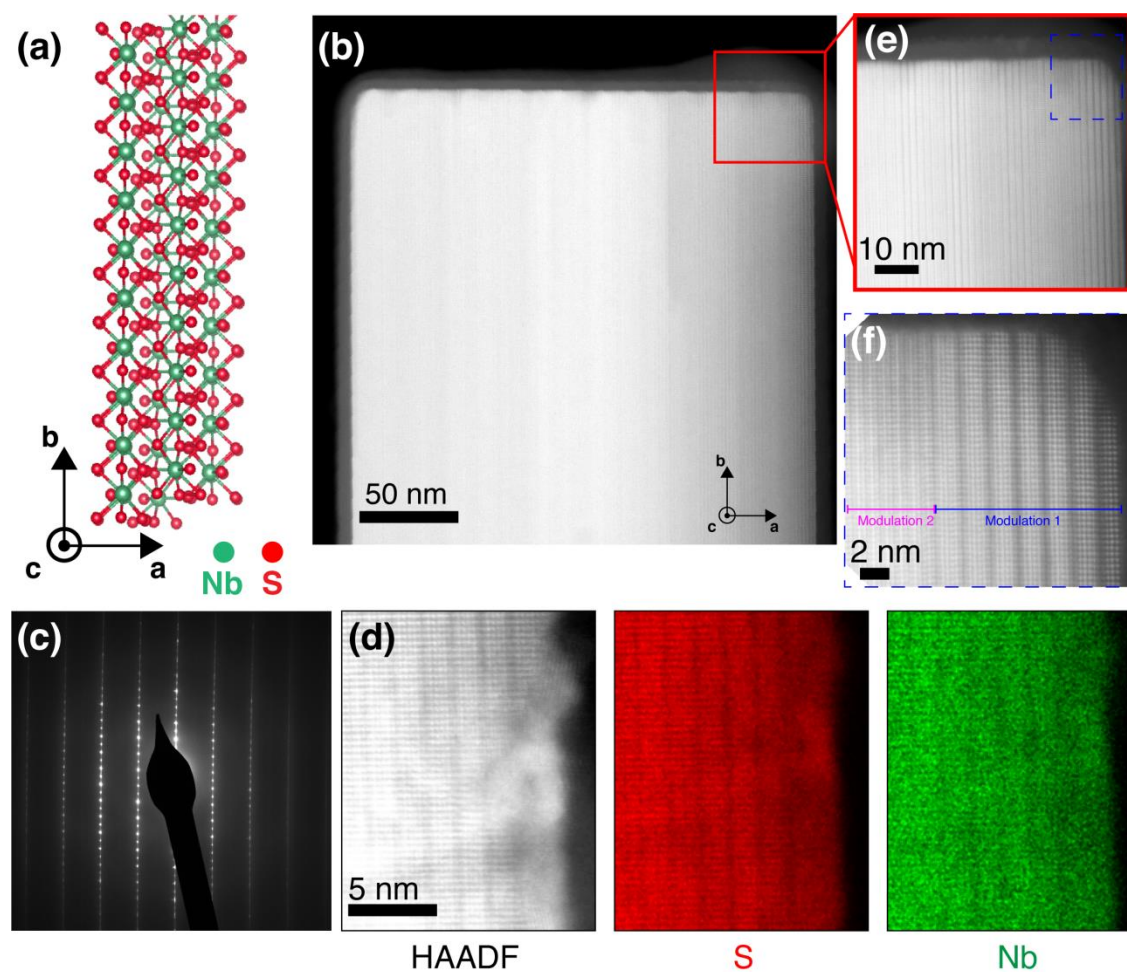 (a)
b
c
a
Nb
S
(b)
50 nm
b
c
a
(e)
10 nm
(f)
Modulation 2
Modulation 1
2 nm
(c)
(d)
5 nm
HAADF
S
Nb